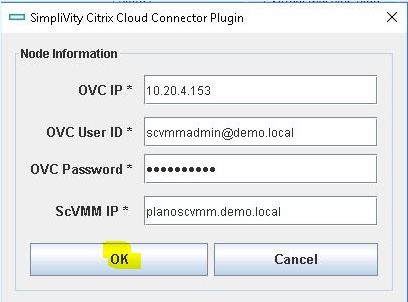 SimpliVity Citrix Cloud Connector Plugin
Node Information
OVC IP * 10.20.4.153
OVC User ID * scvmmadmin@demo.local
OVC Password * ••••••••••
ScVMM IP * planoscvmm.demo.local
OK Cancel